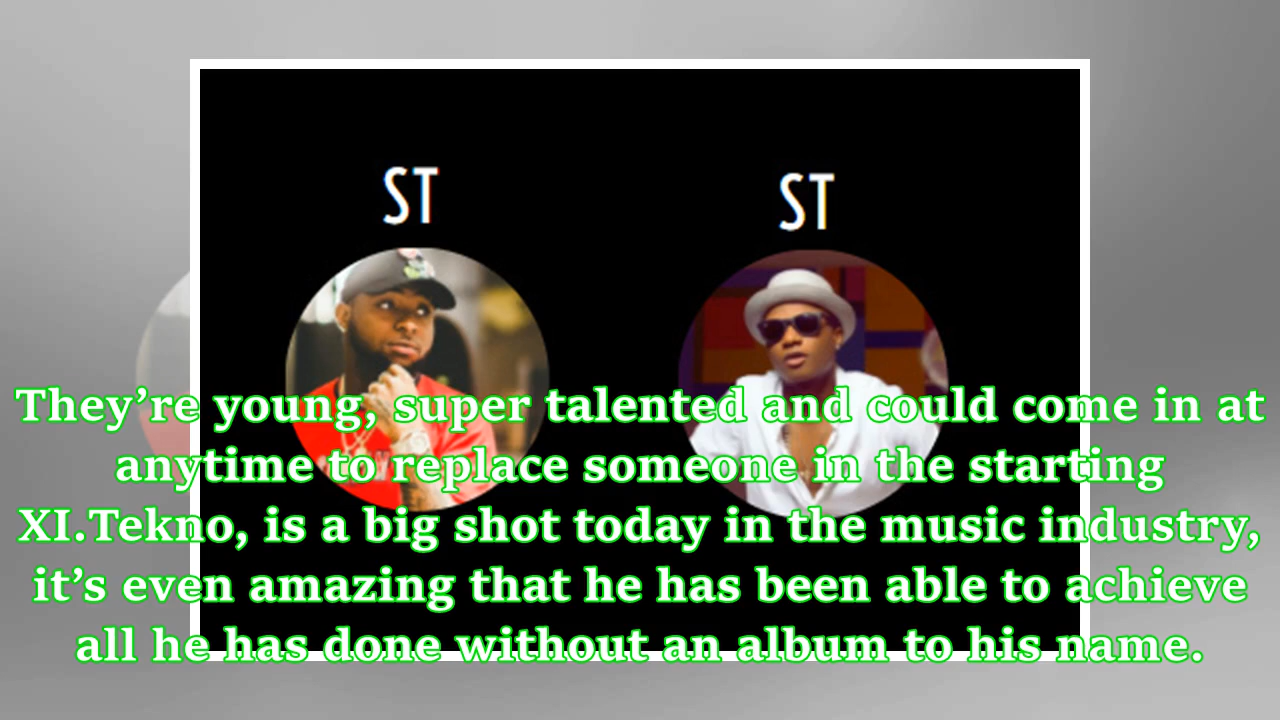 ST
ST
They’re young, super talented and could come in at
anytime to replace someone in the starting
XI.Tekno, is a big shot today in the music industry,
it’s even amazing that he has been able to achieve
all he has done without an album to his name.